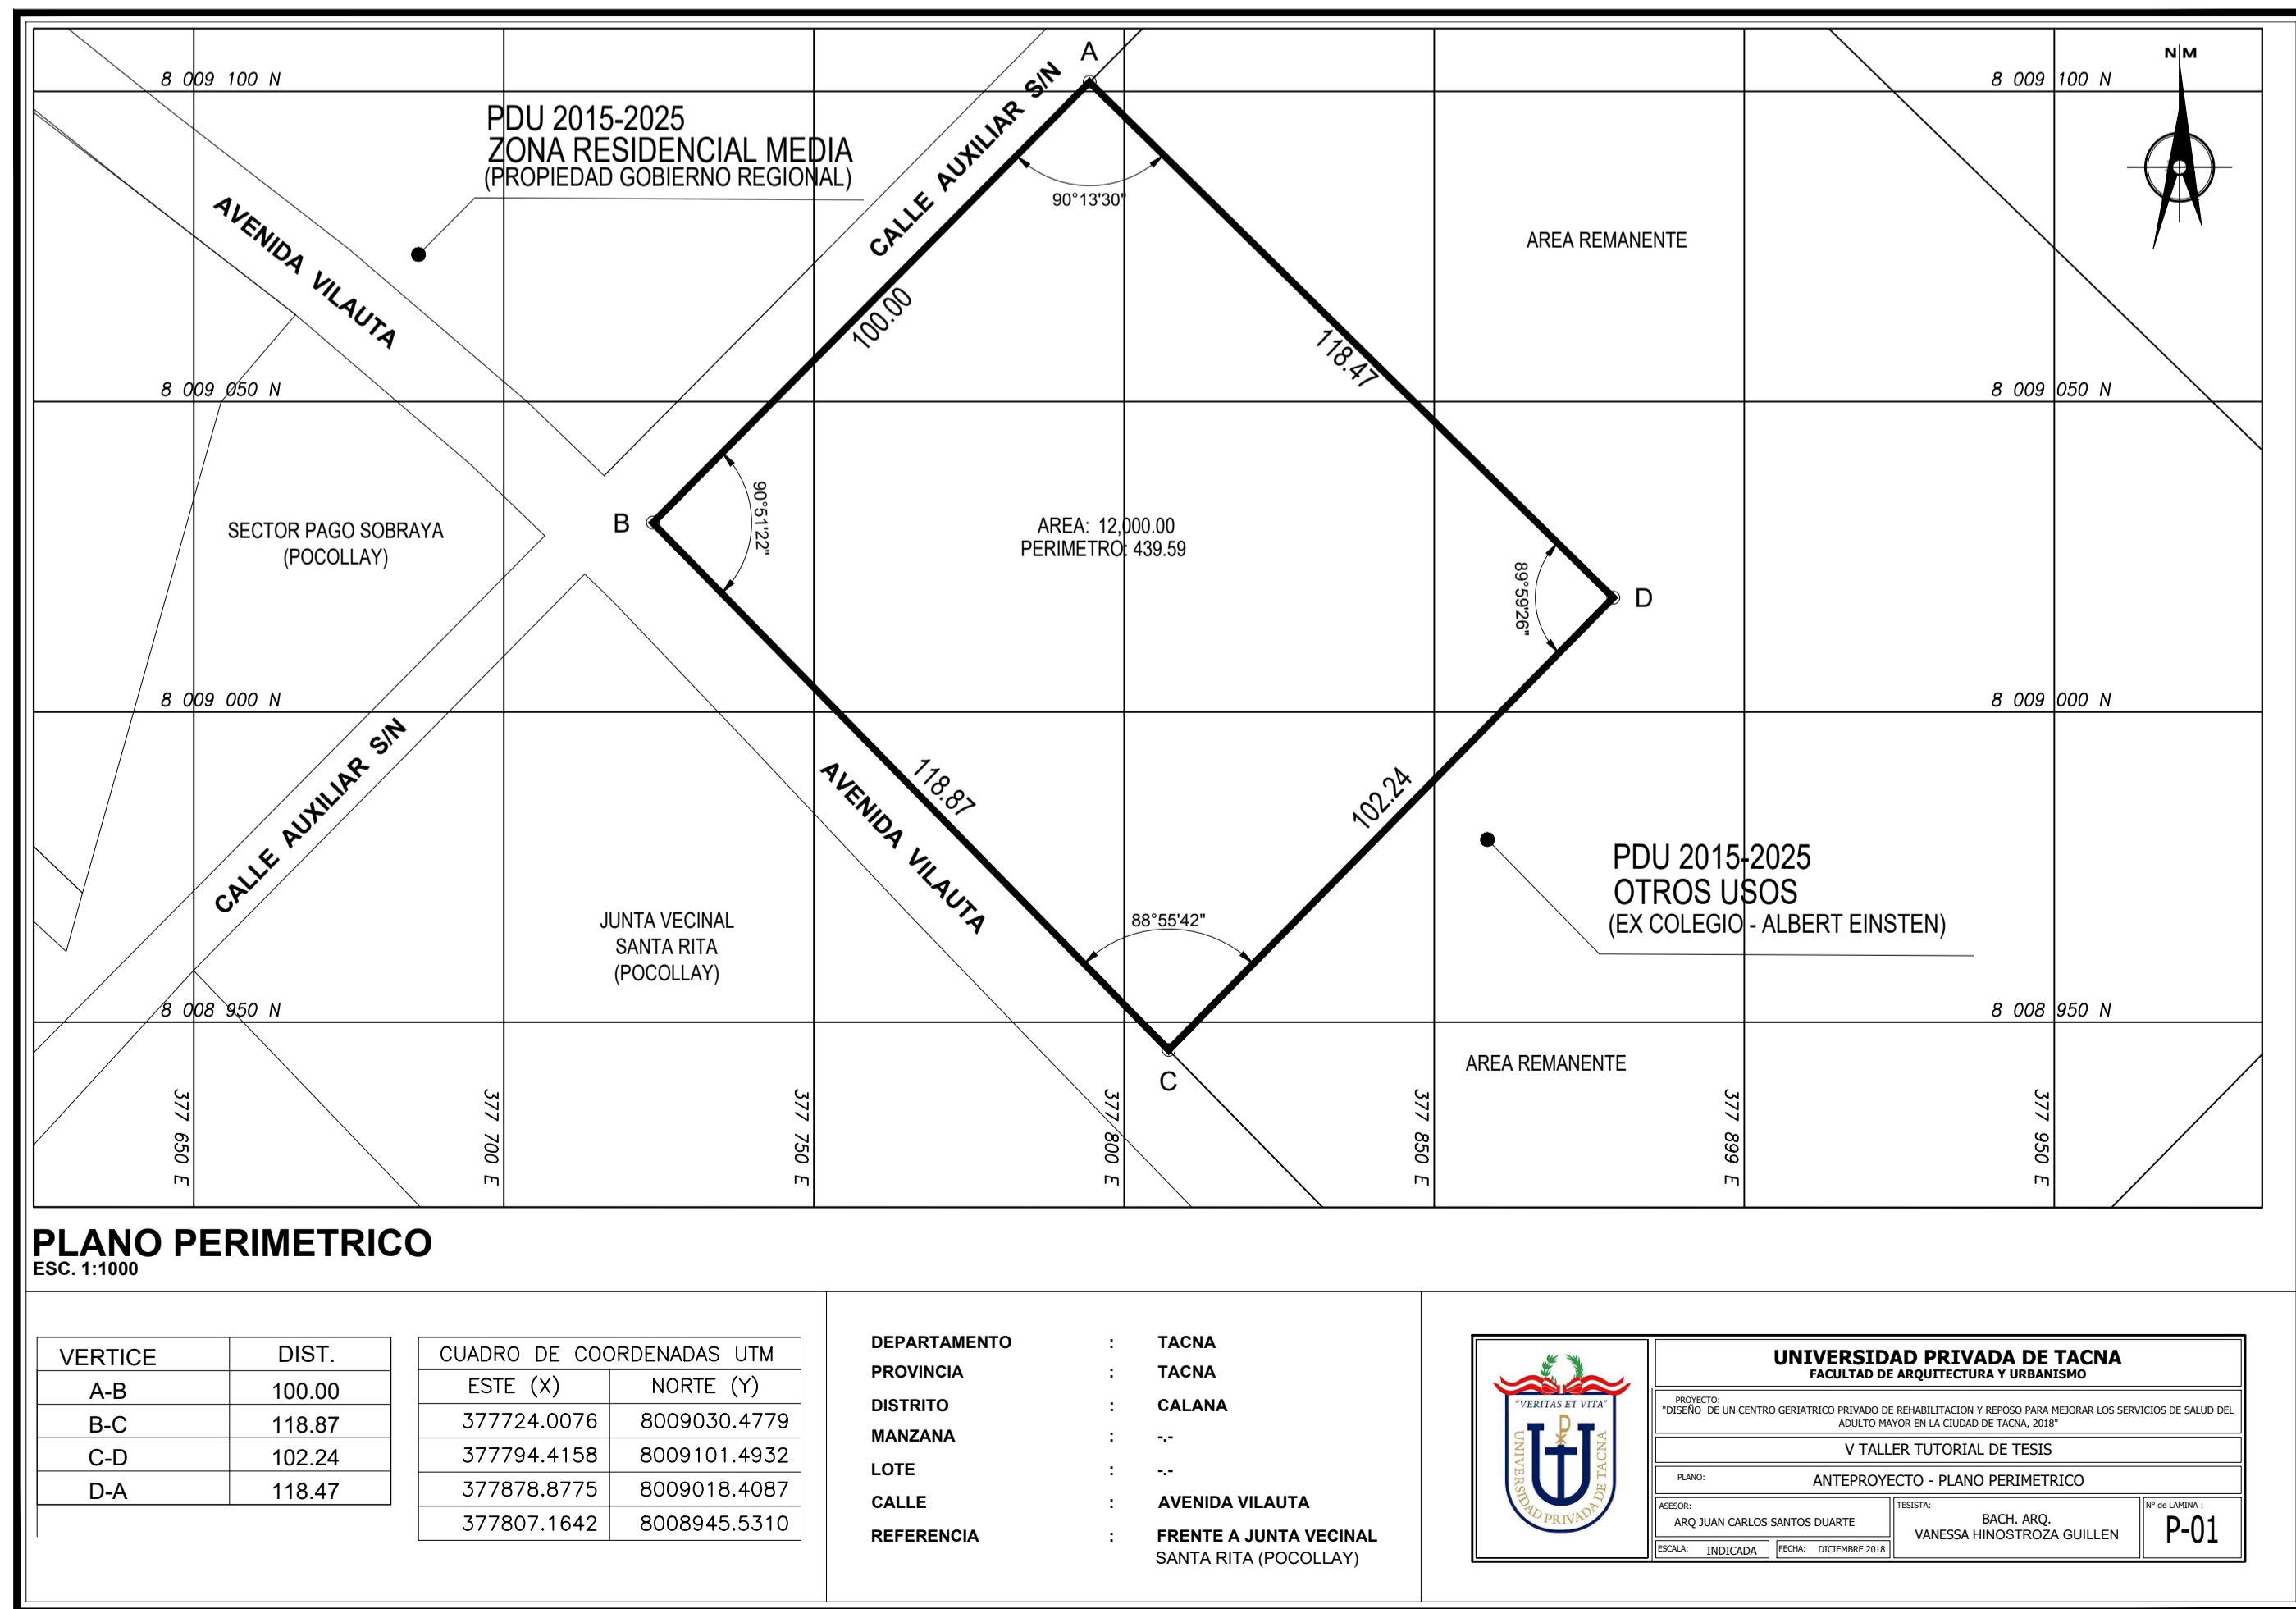 N M
A
8 009 100 N
8 009 100 N
PDU 2015-2025
ZONA RESIDENCIAL MEDIA
(PROPIEDAD GOBIERNO REGIONAL)
CALLE AUXILIAR S/N
90°13'30"
AVENIDA VILAUTA
AREA REMANENTE
100.00
118.47
8 009 050 N
8 009 050 N
SECTOR PAGO SOBRAYA
(POCOLLAY)
B
90°51'22"
AREA: 12,000.00
PERIMETRO: 439.59
89°59'26"
D
8 009 000 N
8 009 000 N
CALLE AUXILIAR S/N
118.87
AVENIDA VILAUTA
102.24
PDU 2015-2025
OTROS USOS
(EX COLEGIO - ALBERT EINSTEN)
JUNTA VECINAL
SANTA RITA
(POCOLLAY)
88°55'42"
8 008 950 N
8 008 950 N
AREA REMANENTE
C
377 650 E
377 700 E
377 750 E
377 800 E
377 850 E
377 899 E
377 950 E
PLANO PERIMETRICO
ESC. 1:1000
VERTICE DIST.
A-B 100.00
B-C 118.87
C-D 102.24
D-A 118.47
CUADRO DE COORDENADAS UTM
ESTE (X) NORTE (Y)
377724.0076 8009030.4779
377794.4158 8009101.4932
377878.8775 8009018.4087
377807.1642 8008945.5310
DEPARTAMENTO : TACNA
PROVINCIA : TACNA
DISTRITO : CALANA
MANZANA : -.-
LOTE : -.-
CALLE : AVENIDA VILAUTA
REFERENCIA : FRENTE A JUNTA VECINAL
SANTA RITA (POCOLLAY)
"VERITAS ET VITA"
UNIVERSIDAD PRIVADA DE TACNA
UNIVERSIDAD PRIVADA DE TACNA
FACULTAD DE ARQUITECTURA Y URBANISMO
PROYECTO:
"DISEÑO DE UN CENTRO GERIATRICO PRIVADO DE REHABILITACION Y REPOSO PARA MEJORAR LOS SERVICIOS DE SALUD DEL
ADULTO MAYOR EN LA CIUDAD DE TACNA, 2018"
V TALLER TUTORIAL DE TESIS
PLANO: ANTEPROYECTO - PLANO PERIMETRICO
ASESOR:
ARQ JUAN CARLOS SANTOS DUARTE
ESCALA: INDICADA
FECHA: DICIEMBRE 2018
TESISTA:
BACH. ARQ.
VANESSA HINOSTROZA GUILLEN
Nº de LAMINA :
P-01